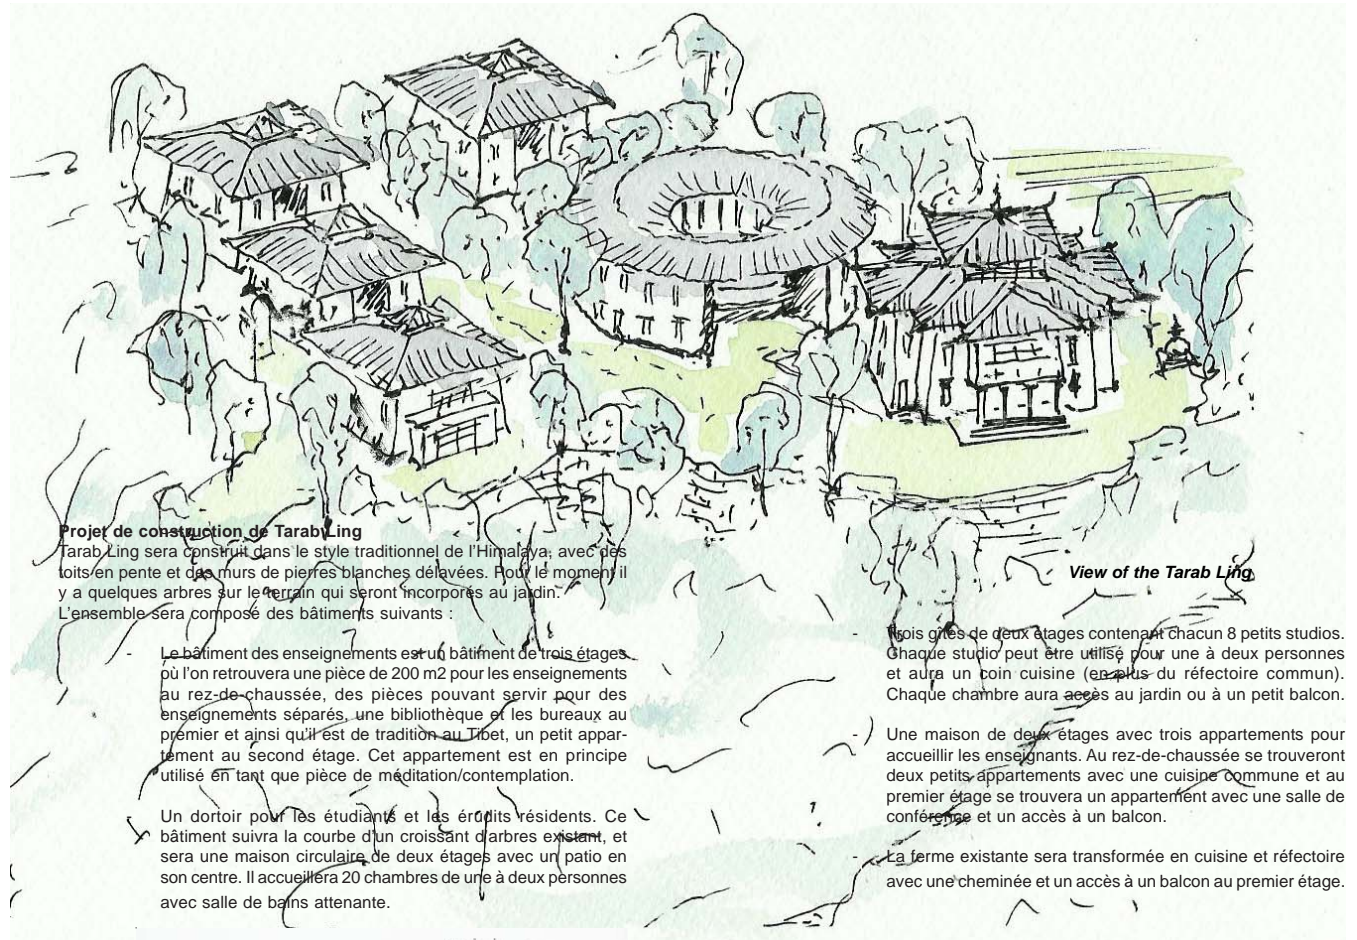 Projet de construction de Tarab Ling
Tarab Ling sera construit dans le style traditionnel de l'Himalaya, avec des
toits en pente et des murs de pierres blanches délavées. Pour le moment il
y a quelques arbres sur le terrain qui seront incorporés au jardin.
L'ensemble sera composé des bâtiments suivants :
- Le bâtiment des enseignements est un bâtiment de trois étages
où l'on retrouvera une pièce de 200 m2 pour les enseignements
au rez-de-chaussée, des pièces pouvant servir pour des
enseignements séparés, une bibliothèque et les bureaux au
premier et ainsi qu'il est de tradition au Tibet, un petit appar-
tement au second étage. Cet appartement est en principe
utilisé en tant que pièce de méditation/contemplation.
- Un dortoir pour les étudiants et les érudits résidents. Ce
bâtiment suivra la courbe d'un croissant d'arbres existant, et
sera une maison circulaire de deux étages avec un patio en
son centre. Il accueillera 20 chambres de une à deux personnes
avec salle de bains attenante.
View of the Tarab Ling
- Trois gîtes de deux étages contenant chacun 8 petits studios.
Chaque studio peut être utilisé pour une à deux personnes
et aura un coin cuisine (en plus du réfectoire commun).
Chaque chambre aura accès au jardin ou à un petit balcon.
- Une maison de deux étages avec trois appartements pour
accueillir les enseignants. Au rez-de-chaussée se trouveront
deux petits appartements avec une cuisine commune et au
premier étage se trouvera un appartement avec une salle de
conférence et un accès à un balcon.
- La ferme existante sera transformée en cuisine et réfectoire
avec une cheminée et un accès à un balcon au premier étage.